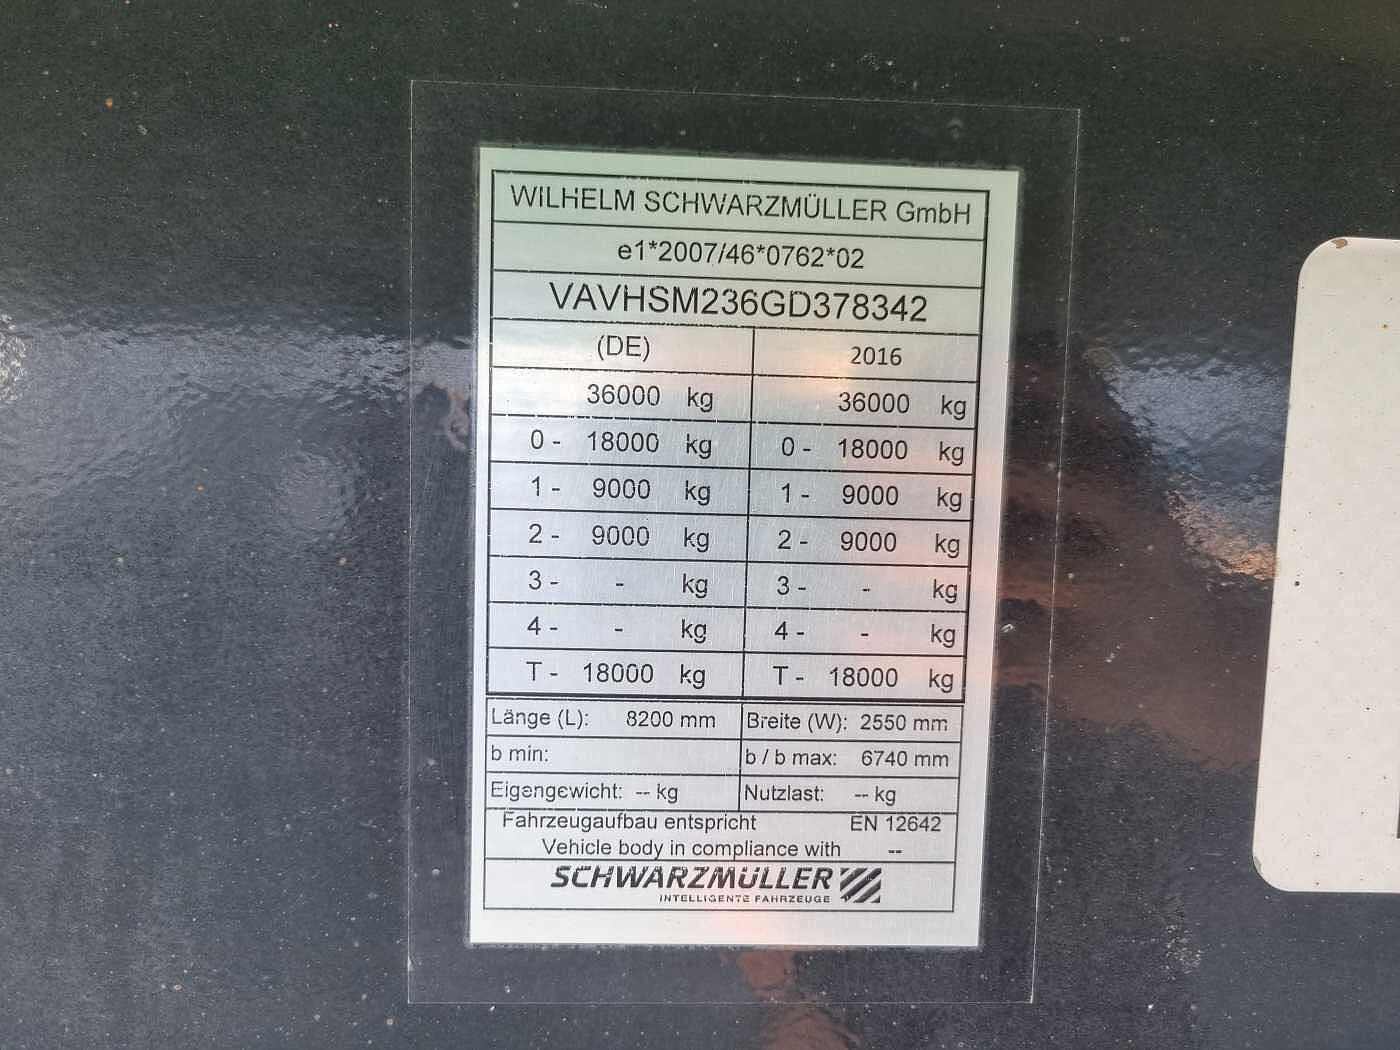 WILHELM SCHWARZMÜLLER GmbH
e1*2007/46*0762*02
VAVHSM236GD378342
(DE) 2016
36000 kg 36000 kg
0 - 18000 kg 0 - 18000 kg
1 - 9000 kg 1 - 9000 kg
2 - 9000 kg 2 - 9000 kg
3 - - kg 3 - - kg
4 - - kg 4 - - kg
T - 18000 kg T - 18000 kg
Länge (L): 8200 mm Breite (W): 2550 mm
b min: b / b max: 6740 mm
Eigengewicht: -- kg Nutzlast: -- kg
Fahrzeugaufbau entspricht EN 12642
Vehicle body in compliance with --
SCHWARZMÜLLER
INTELLIGENTE FAHRZEUGE